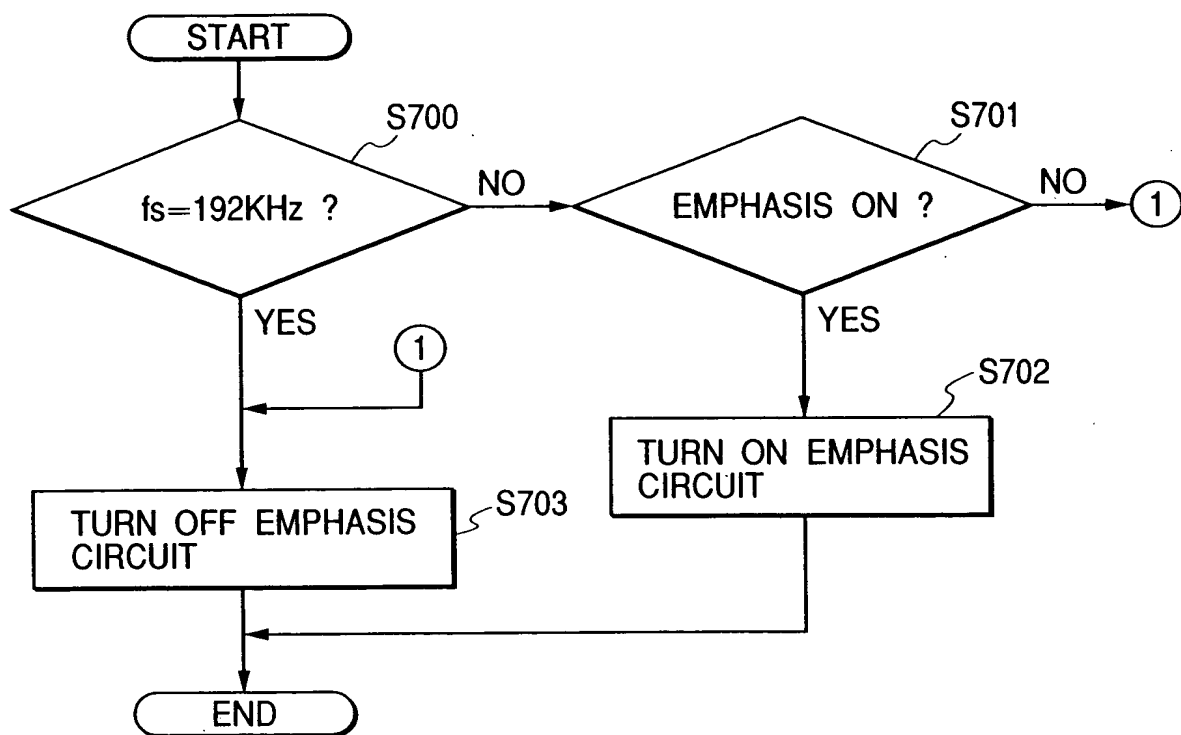 START
S700
S701
fs=192KHz ?
NO
EMPHASIS ON ?
NO
1
YES
1
YES
S702
TURN ON EMPHASIS
CIRCUIT
S703
TURN OFF EMPHASIS
CIRCUIT
END